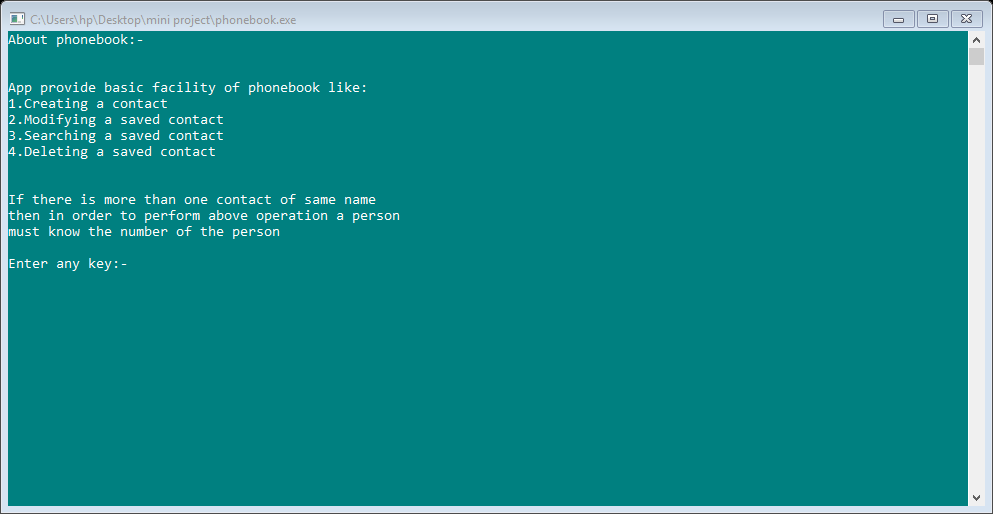 C:\Users\hp\Desktop\mini project\phonebook.exe
About phonebook:-
App provide basic facility of phonebook like:
1.Creating a contact
2.Modifying a saved contact
3.Searching a saved contact
4.Deleting a saved contact
If there is more than one contact of same name
then in order to perform above operation a person
must know the number of the person
Enter any key:-